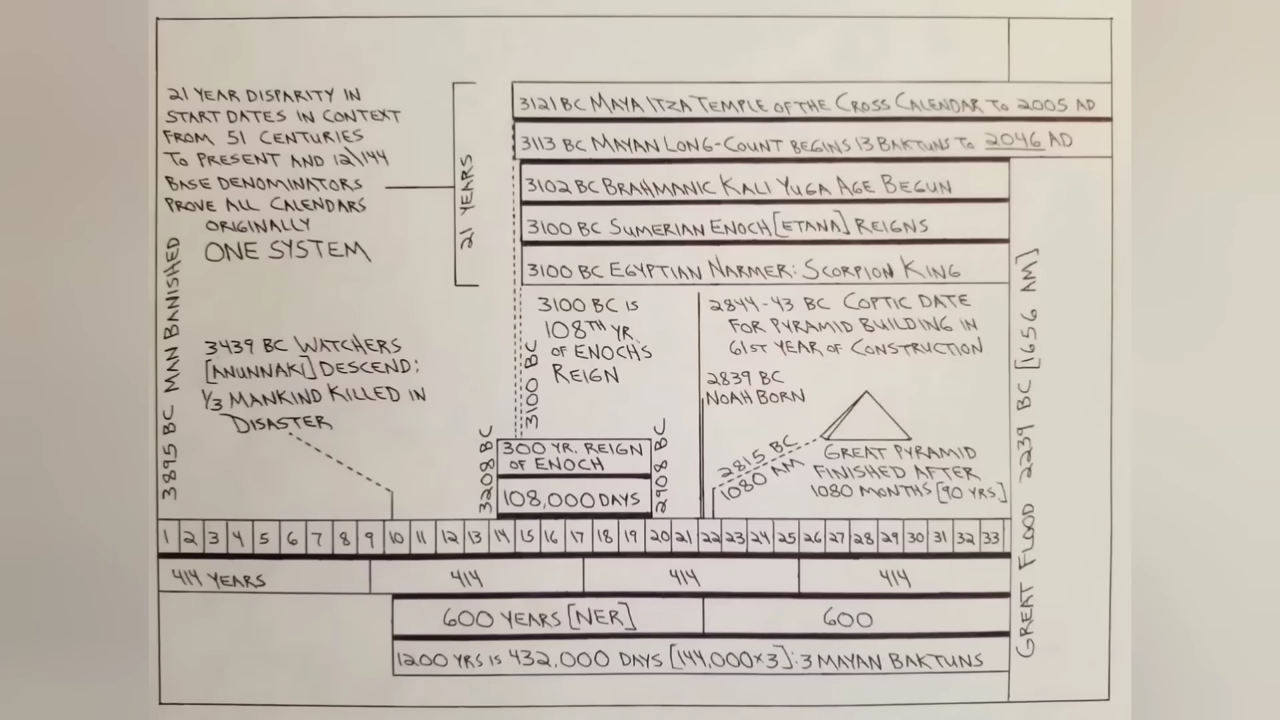 21 YEAR DISPARITY IN
START DATES IN CONTEXT
FROM 51 CENTURIES
TO PRESENT AND 12\144
BASE DENOMINATORS
PROVE ALL CALENDARS
ORIGINALLY
ONE SYSTEM
21 YEARS
3121 BC MAYA ITZA TEMPLE OF THE CROSS CALENDAR TO 2005 AD
3113 BC MAYAN LONG-COUNT BEGINS 13 BAKTUNS TO 2046 AD
3102 BC BRAHMANIC KALI YUGA AGE BEGUN
3100 BC SUMERIAN ENOCH [ETANA] REIGNS
3100 BC EGYPTIAN NARMER: SCORPION KING
3895 BC MAN BANISHED
3439 BC WATCHERS
[ANUNNAKI] DESCEND:
1/3 MANKIND KILLED IN
DISASTER
3100 BC
3100 BC IS
108TH YR.
OF ENOCH'S
REIGN
2844-43 BC COPTIC DATE
FOR PYRAMID BUILDING IN
61ST YEAR OF CONSTRUCTION
2839 BC
NOAH BORN
3208 BC
300 YR. REIGN
OF ENOCH
108,000 DAYS
2908 BC
2815 BC
1080 AM
GREAT PYRAMID
FINISHED AFTER
1080 MONTHS [90 YRS]
GREAT FLOOD 2239 BC [1656 AM]
1 2 3 4 5 6 7 8 9 10 11 12 13 14 15 16 17 18 19 20 21 22 23 24 25 26 27 28 29 30 31 32 33
414 YEARS 414 414 414
600 YEARS [NER] 600
1200 YRS IS 432,000 DAYS [144,000×3]: 3 MAYAN BAKTUNS